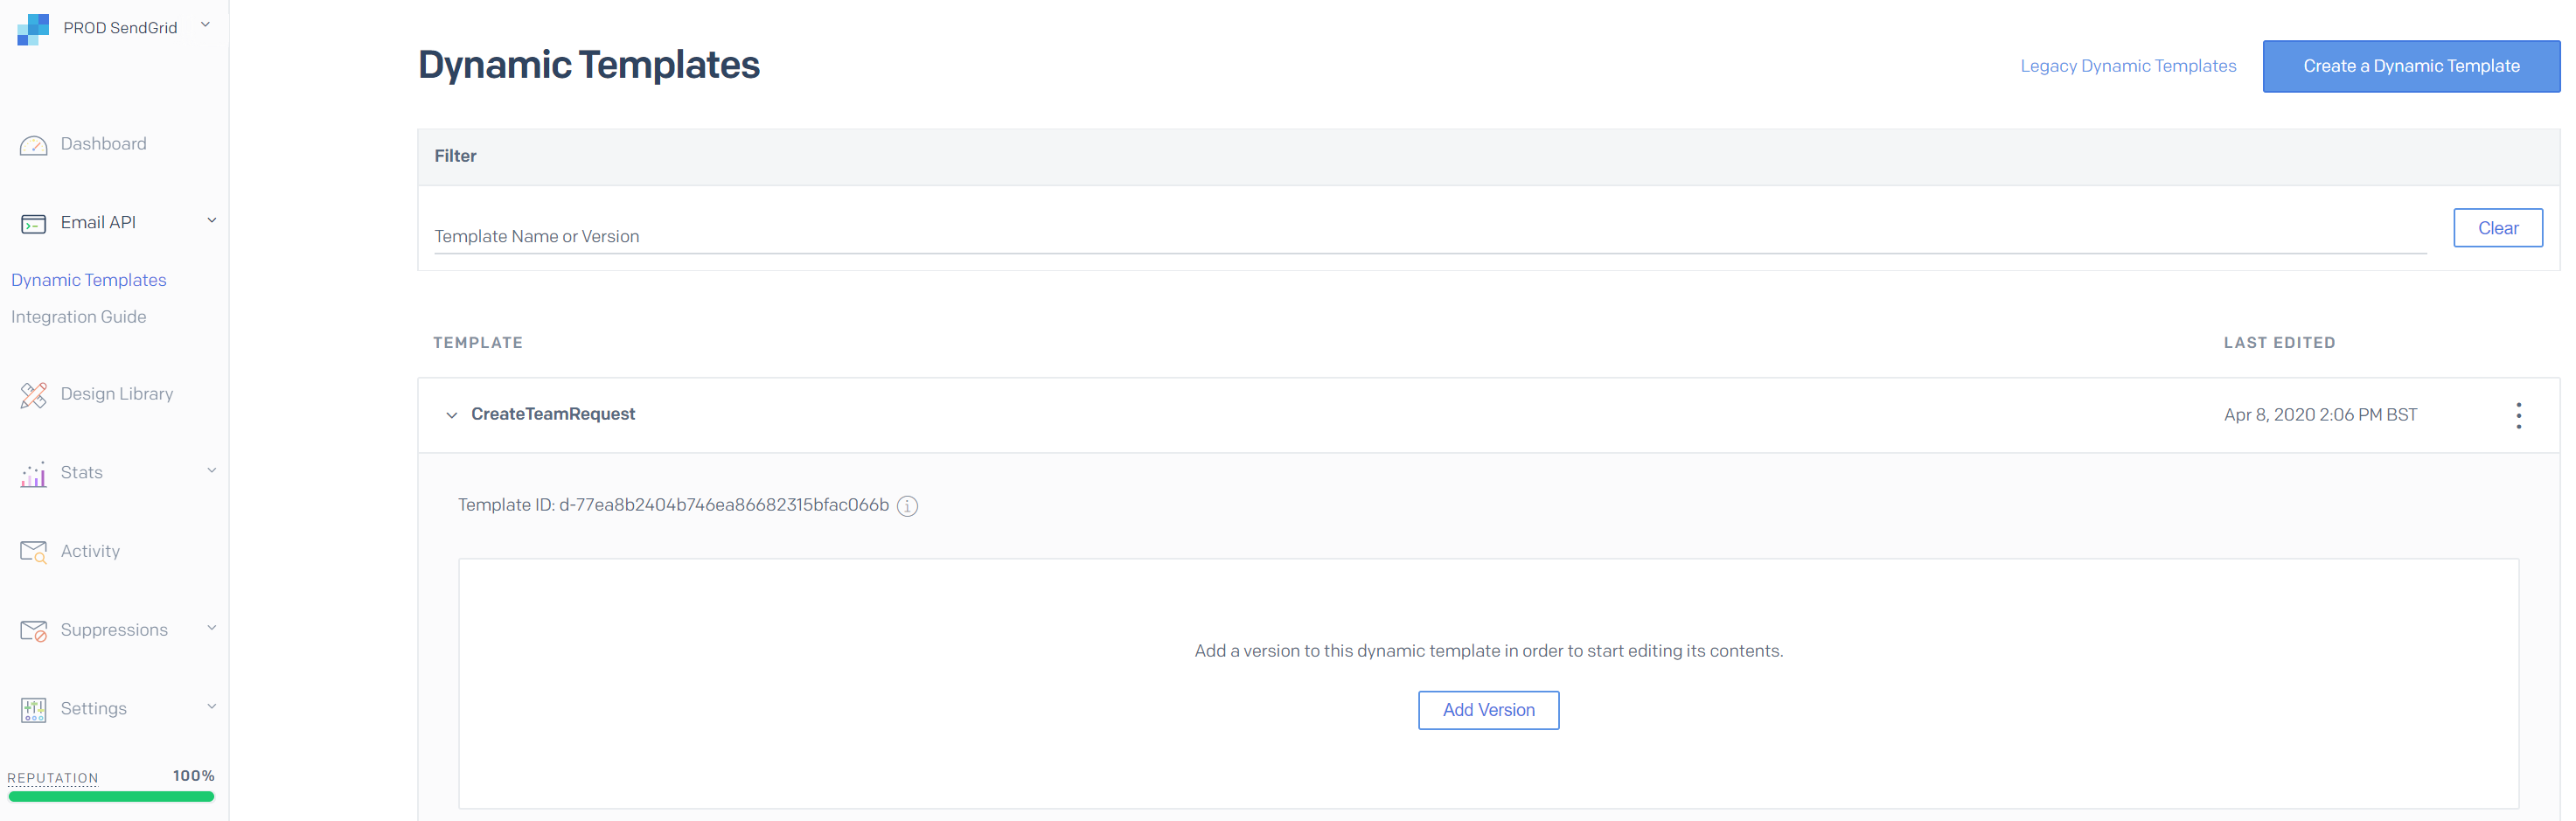 PROD SendGrid
Dashboard
Email API
Dynamic Templates
Integration Guide
Design Library
Stats
Activity
Suppressions
Settings
REPUTATION 100%
Dynamic Templates
Legacy Dynamic Templates
Create a Dynamic Template
Filter
Template Name or Version
Clear
TEMPLATE LAST EDITED
CreateTeamRequest Apr 8, 2020 2:06 PM BST
Template ID: d-77ea8b2404b746ea86682315bfac066b
Add a version to this dynamic template in order to start editing its contents.
Add Version